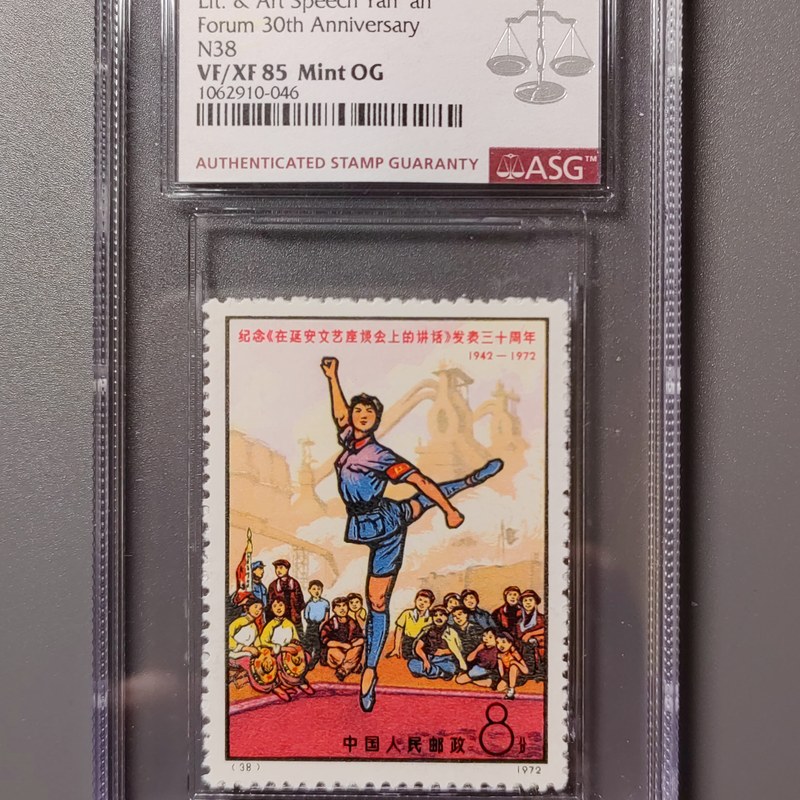 Lit. & Art Speech Yan' an
Forum 30th Anniversary
N38
VF/XF 85 Mint OG
1062910-046
AUTHENTICATED STAMP GUARANTY
ASG™
纪念《在延安文艺座谈会上的讲话》发表三十周年
1942—1972
中国人民邮政 8分
(38)
1972